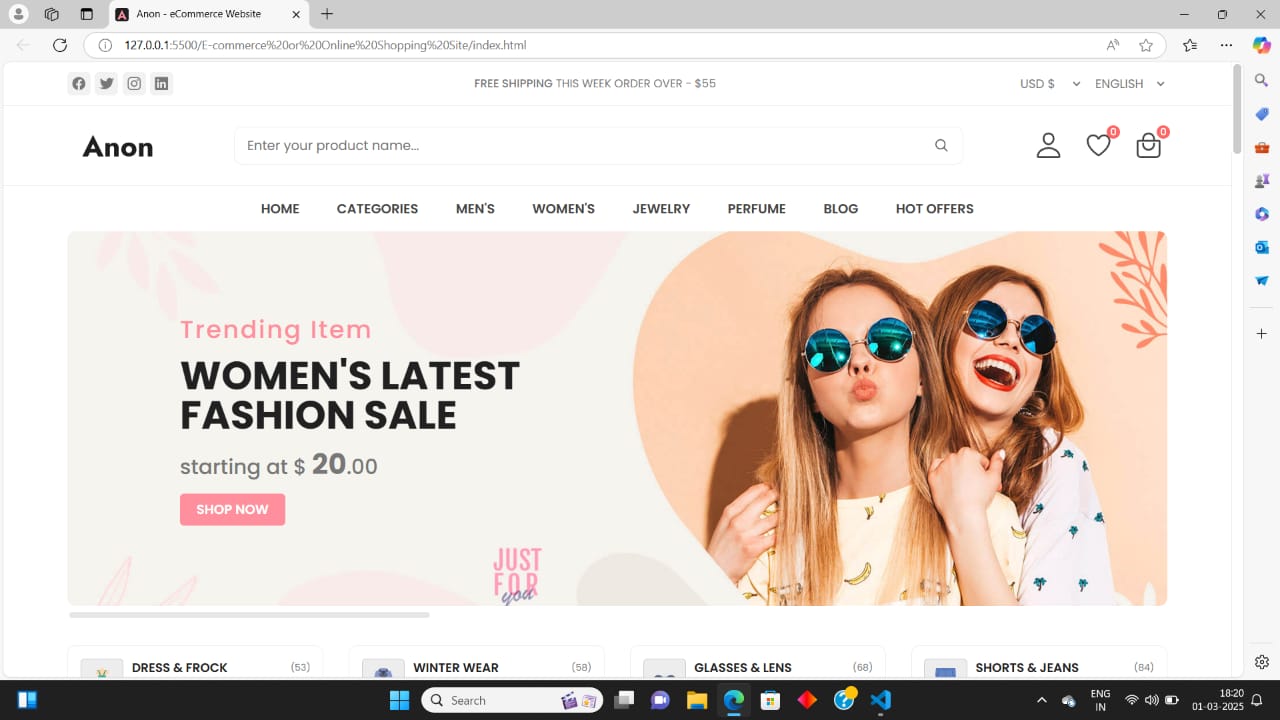 Anon - eCommerce Website
127.0.0.1:5500/E-commerce%20or%20Online%20Shopping%20Site/index.html
FREE SHIPPING THIS WEEK ORDER OVER - $55
USD $
ENGLISH
Anon
Enter your product name...
0
0
HOME CATEGORIES MEN'S WOMEN'S JEWELRY PERFUME BLOG HOT OFFERS
Trending Item
WOMEN'S LATEST
FASHION SALE
starting at $ 20.00
SHOP NOW
JUST
FOR
you
DRESS & FROCK (53)
WINTER WEAR (58)
GLASSES & LENS (68)
SHORTS & JEANS (84)
Search
ENG
IN
18:20
01-03-2025